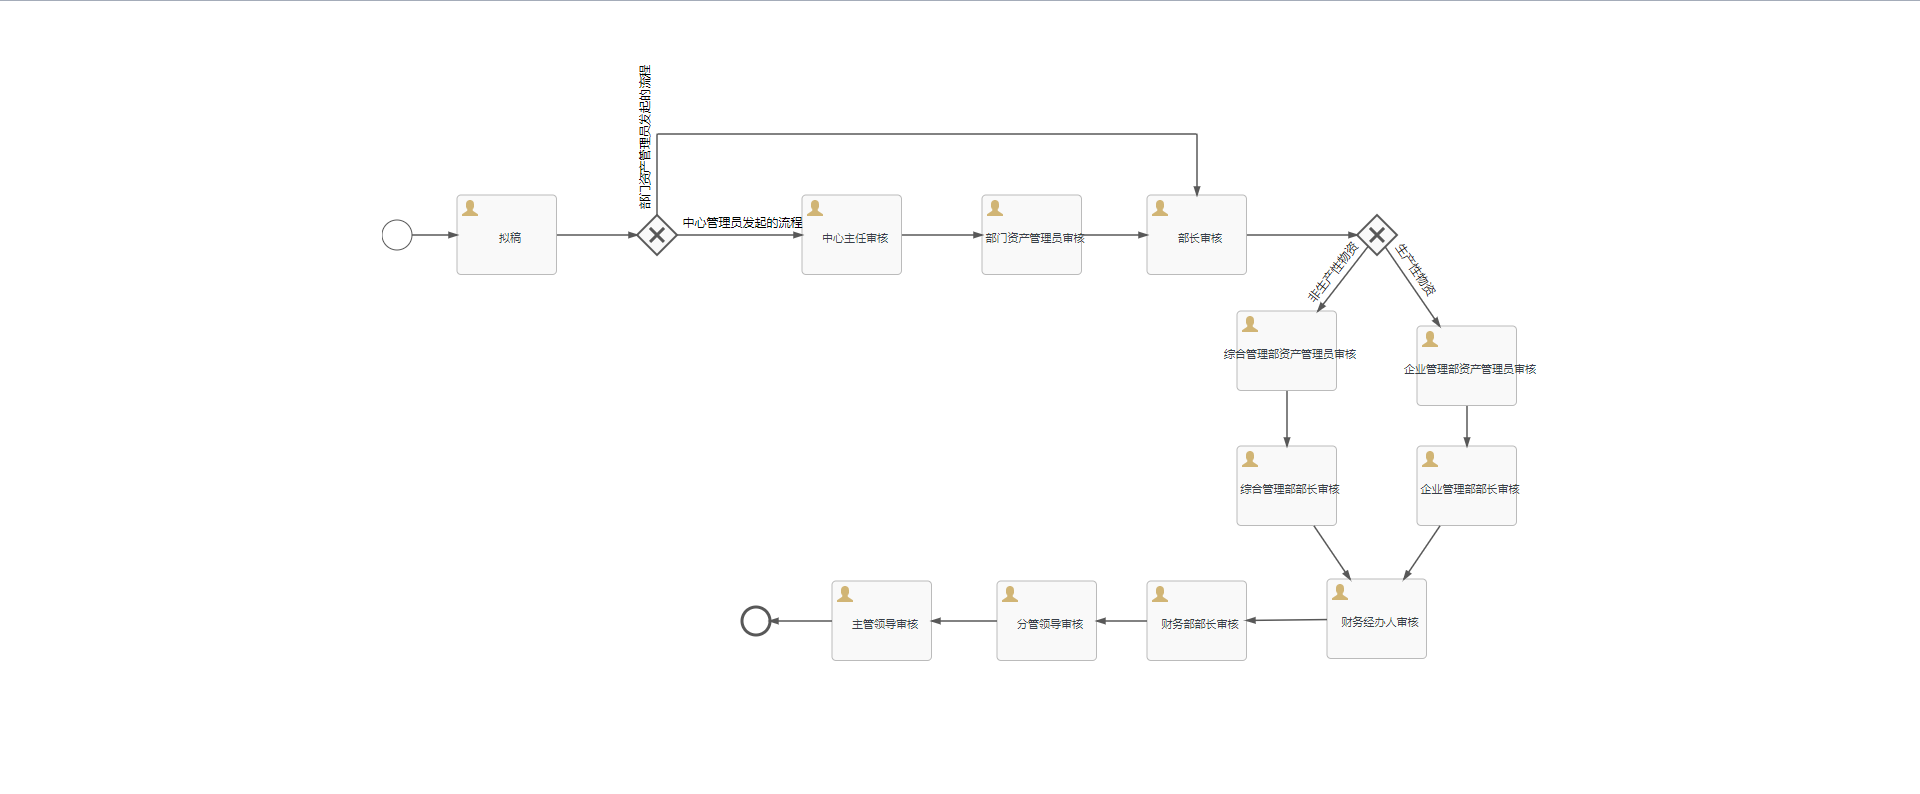 部门资产管理员发起的流程
拟稿
中心管理员发起的流程
中心主任审核
部门资产管理员审核
部长审核
非生产性物资
生产性物资
综合管理部资产管理员审核
企业管理部资产管理员审核
综合管理部部长审核
企业管理部部长审核
主管领导审核
分管领导审核
财务部部长审核
财务经办人审核